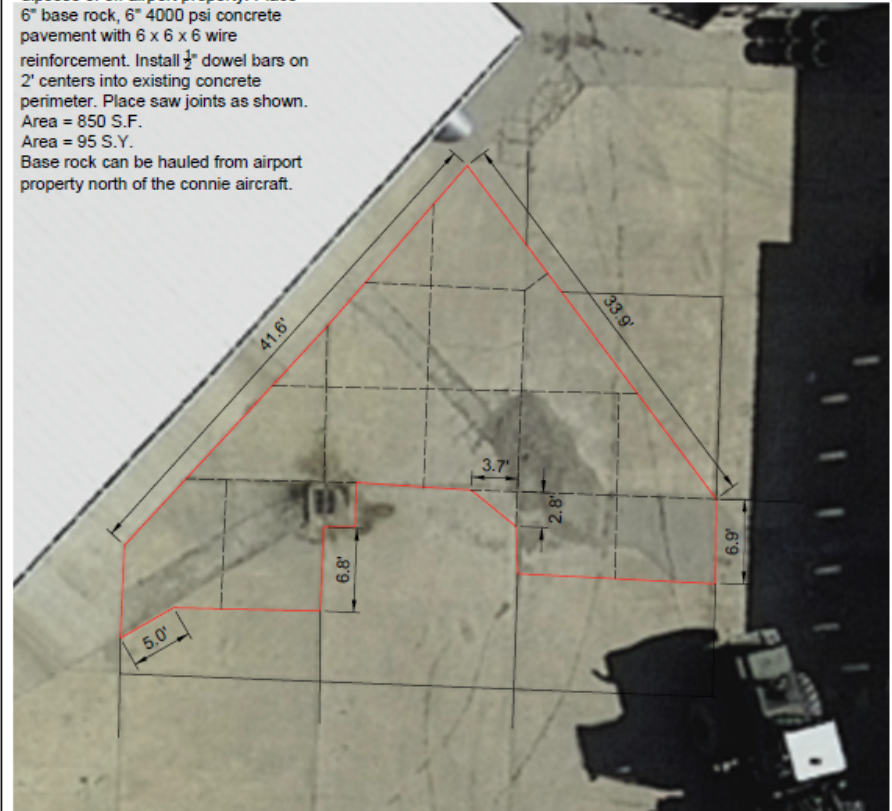 6" base rock, 6" 4000 psi concrete
pavement with 6 x 6 x 6 wire
reinforcement. Install ½" dowel bars on
2' centers into existing concrete
perimeter. Place saw joints as shown.
Area = 850 S.F.
Area = 95 S.Y.
Base rock can be hauled from airport
property north of the connie aircraft.
41.6'
33.9'
3.7'
2.8'
6.9'
6.8'
5.0'